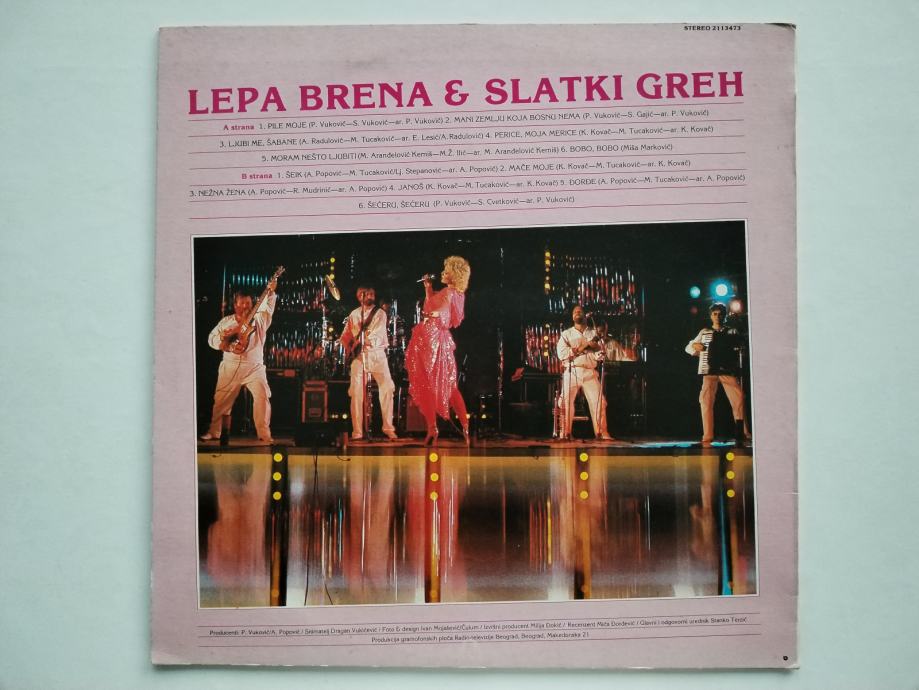 STEREO 2113473
LEPA BRENA & SLATKI GREH
A strana 1. PILE MOJE (P. Vuković—S. Vuković—ar. P. Vuković) 2. MANI ZEMLJU KOJA BOSNU NEMA (P. Vuković—S. Gajić—ar. P. Vuković)
3. LJUBI ME, ŠABANE (A. Radulović—M. Tucaković—ar. E. Lesić/A.Radulović) 4. PERICE, MOJA MERICE (K. Kovač—M. Tucaković—ar. K. Kovač)
5. MORAM NEŠTO LJUBITI (M. Aranđelović Kemiš—M.Ž. Ilić—ar. M. Aranđelović Kemiš) 6. BOBO, BOBO (Miša Marković)
B strana 1. ŠEIK (A. Popović—M. Tucaković/Lj. Stepanović—ar. A. Popović) 2. MAČE MOJE (K. Kovač—M. Tucaković—ar. K. Kovač)
3. NEŽNA ŽENA (A. Popović—R. Mudrinić—ar. A. Popović) 4. JANOŠ (K. Kovač—M. Tucaković—ar. K. Kovač) 5. ĐORĐE (A. Popović—M. Tucaković—ar. A. Popović)
6. ŠEĆERU, ŠEĆERU (P. Vuković—S. Cvetković—ar. P. Vuković)
Producenti: P. Vuković/A. Popović / Snimatelj Dragan Vukićević / Foto & design Ivan Mojašević/Ćulum / Izvršni producent Milija Đokić / Recenzent Mića Đorđević / Glavni i odgovorni urednik Stanko Terzić
Produkcija gramofonskih ploča Radio-televizije Beograd, Beograd, Makedonska 21